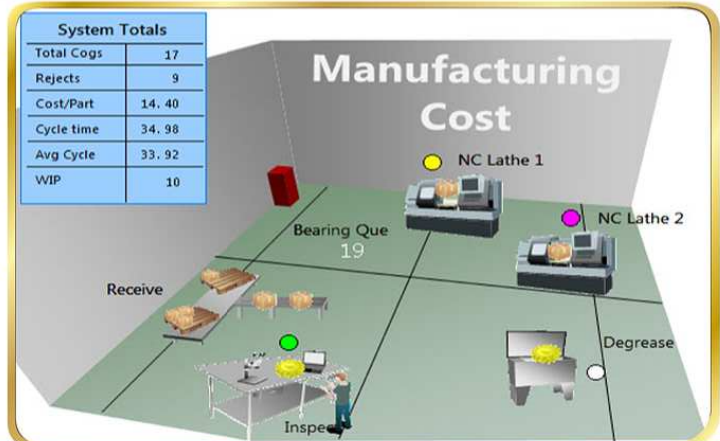 System Totals
Total Cogs 17
Rejects 9
Cost/Part 14. 40
Cycle time 34. 98
Avg Cycle 33. 92
WIP 10
Manufacturing
Cost
NC Lathe 1
NC Lathe 2
Bearing Que
19
Receive
Degrease
Inspec